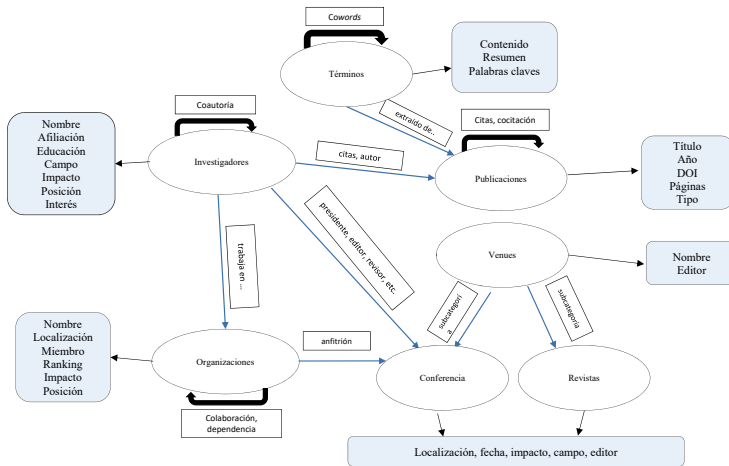 Cowords
Términos
Contenido
Resumen
Palabras claves
Coautoría
extraído de..
Citas, cocitación
Nombre
Afiliación
Educación
Campo
Impacto
Posición
Interés
Investigadores
citas, autor
Publicaciones
Título
Año
DOI
Páginas
Tipo
presidente, editor, revisor, etc.
trabaja en ...
Venues
Nombre
Editor
subcategorí
a
subcategoría
Nombre
Localización
Miembro
Ranking
Impacto
Posición
Organizaciones
anfitrión
Conferencia
Revistas
Colaboración,
dependencia
Localización, fecha, impacto, campo, editor